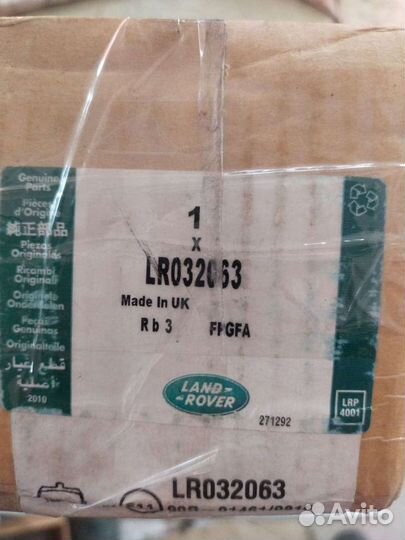 Genuine
Parts
Pièces
d'Origine
純正部品
Piezas
Originales
Ricambi
Originali
Originele
Onderdelen
Peças
Genuínas
Originalteile
قطع غيار
أصلية
2010
1
x
LR032063
Made In UK
R b 3 FPGFA
LAND-
-ROVER
271292
LRP
4001
LR032063
Avito